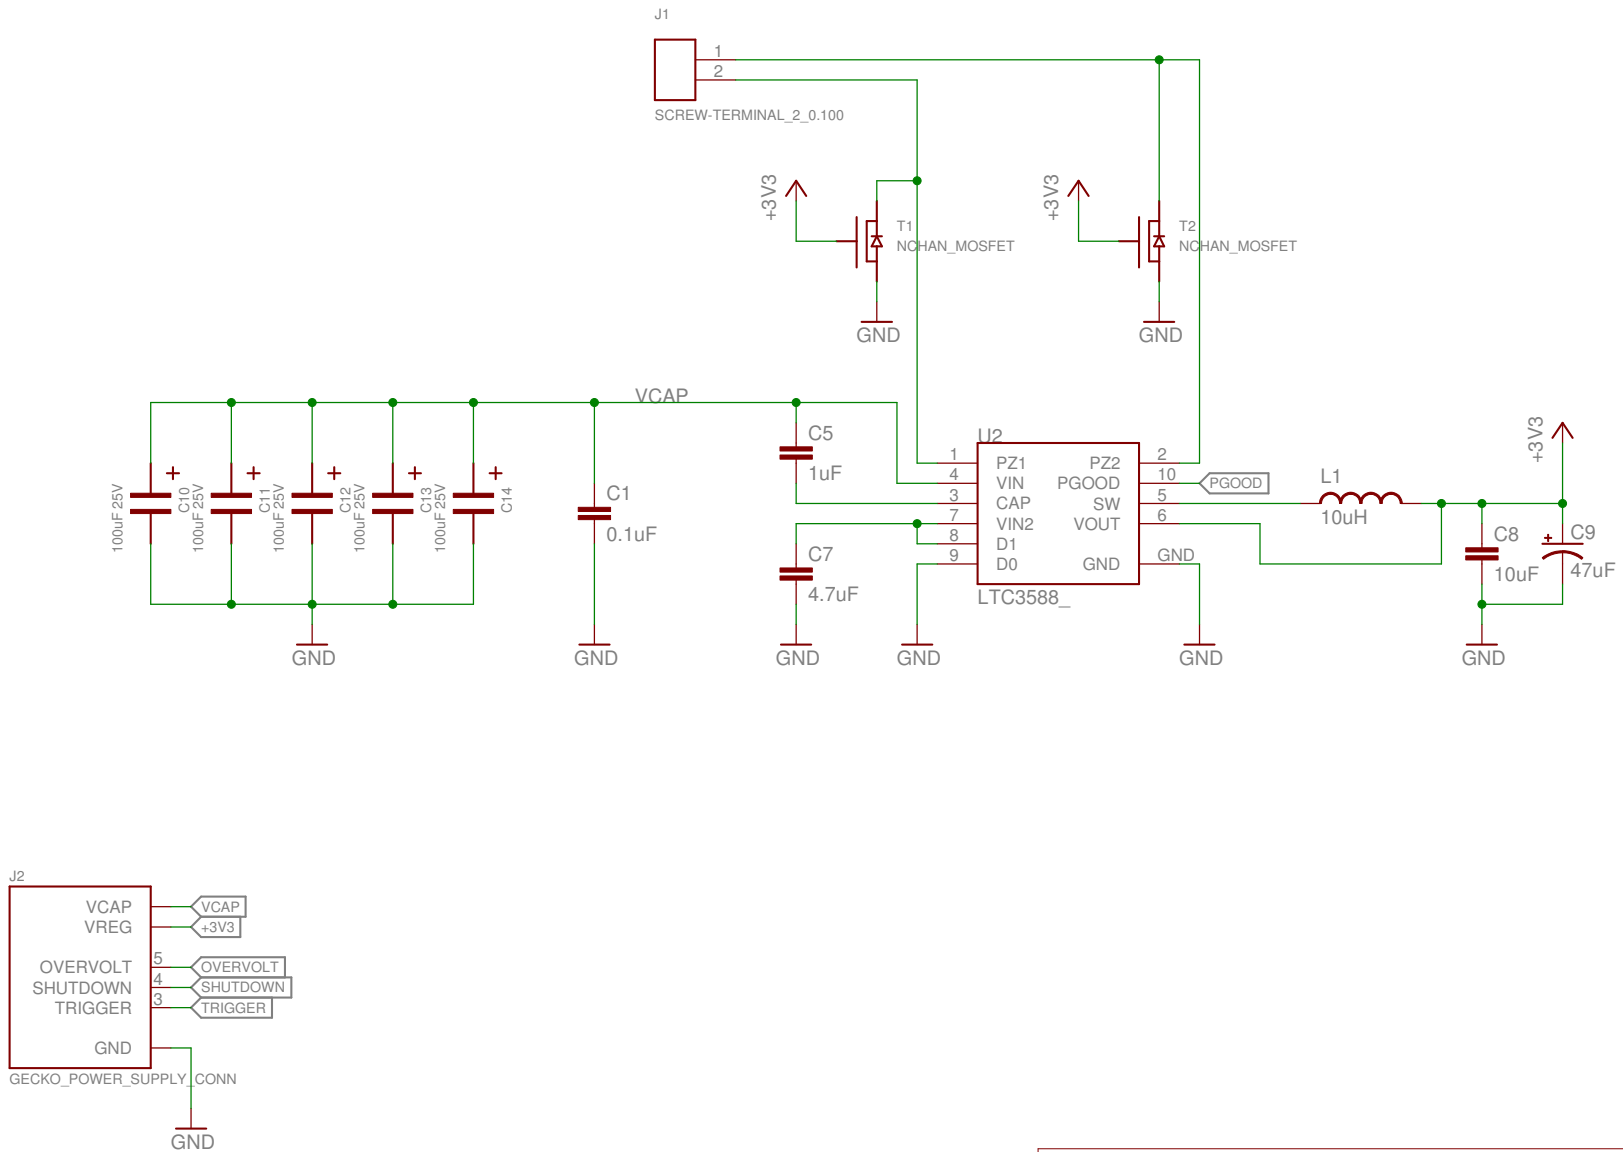 J1
1
2
SCREW-TERMINAL_2_0.100
+3V3
T1
NCHAN_MOSFET
GND
+3V3
T2
NCHAN_MOSFET
GND
VCAP
+
100uF 25V
C10
+
100uF 25V
C11
+
100uF 25V
C12
+
100uF 25V
C13
+
100uF 25V
C14
GND
C1
0.1uF
GND
C5
1uF
C7
4.7uF
GND
GND
U2
1 PZ1 PZ2 2
4 VIN PGOOD 10
3 CAP SW 5
7 VIN2 VOUT 6
8 D1
9 D0 GND GND
LTC3588_
PGOOD
GND
L1
10uH
+3V3
C8
10uF
+
C9
47uF
GND
J2
VCAP VCAP
VREG +3V3
OVERVOLT 5 OVERVOLT
SHUTDOWN 4 SHUTDOWN
TRIGGER 3 TRIGGER
GND
GECKO_POWER_SUPPLY_CONN
GND